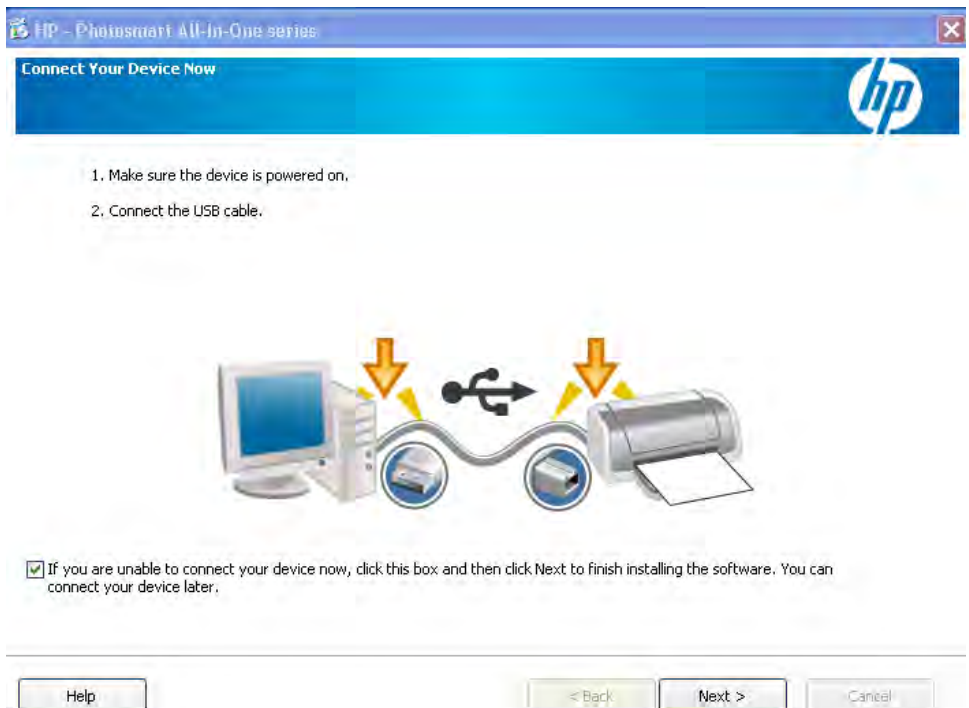 HP - Photosmart All-In-One series
Connect Your Device Now
hp
1. Make sure the device is powered on.
2. Connect the USB cable.
If you are unable to connect your device now, click this box and then click Next to finish installing the software. You can
connect your device later.
Help
< Back
Next >
Cancel